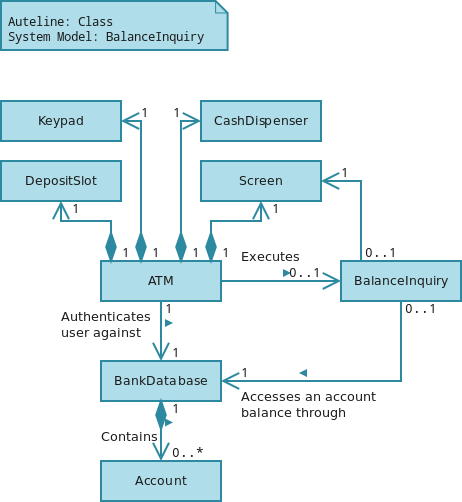 Auteline: Class
System Model: BalanceInquiry
Keypad
1
1
CashDispenser
DepositSlot
1
Screen
1
1
1
1
1
1
0..1
Executes
0..1
ATM
BalanceInquiry
1
0..1
Authenticates
user against
1
1
BankDatabase
Accesses an account
balance through
1
Contains
0..*
Account